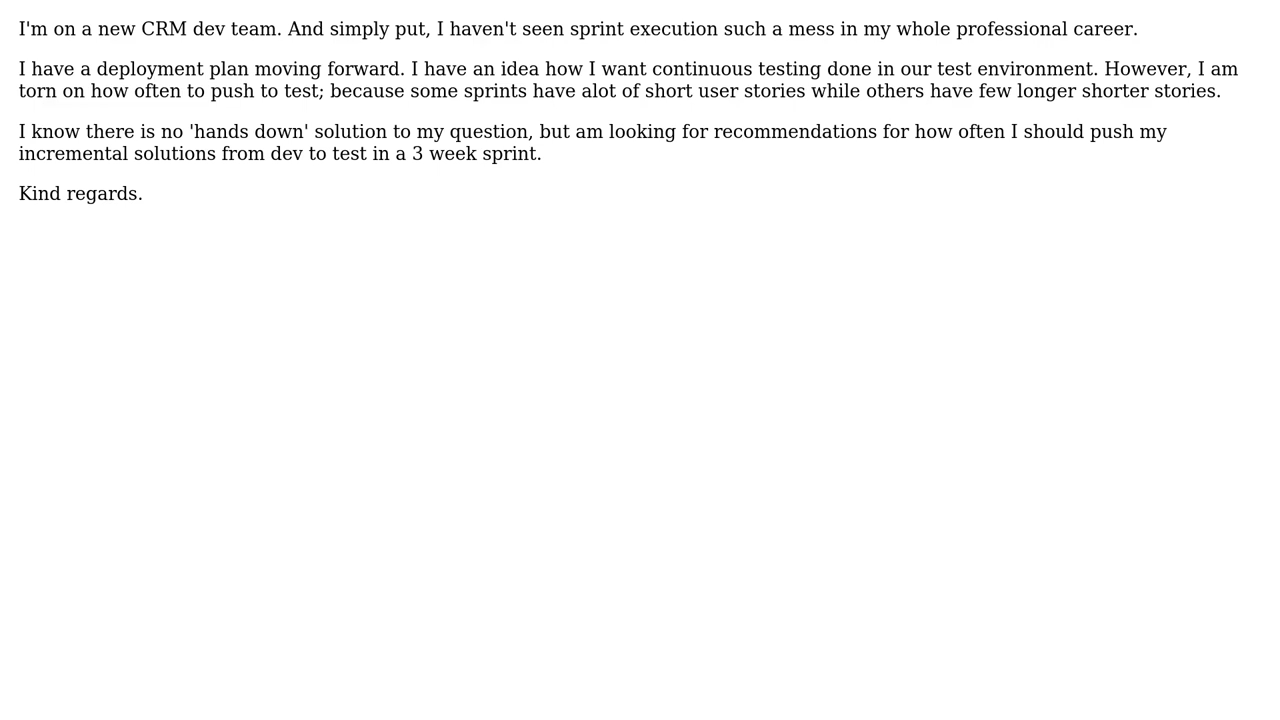 I'm on a new CRM dev team. And simply put, I haven't seen sprint execution such a mess in my whole professional career.
I have a deployment plan moving forward. I have an idea how I want continuous testing done in our test environment. However, I am
torn on how often to push to test; because some sprints have alot of short user stories while others have few longer shorter stories.
I know there is no 'hands down' solution to my question, but am looking for recommendations for how often I should push my
incremental solutions from dev to test in a 3 week sprint.
Kind regards.